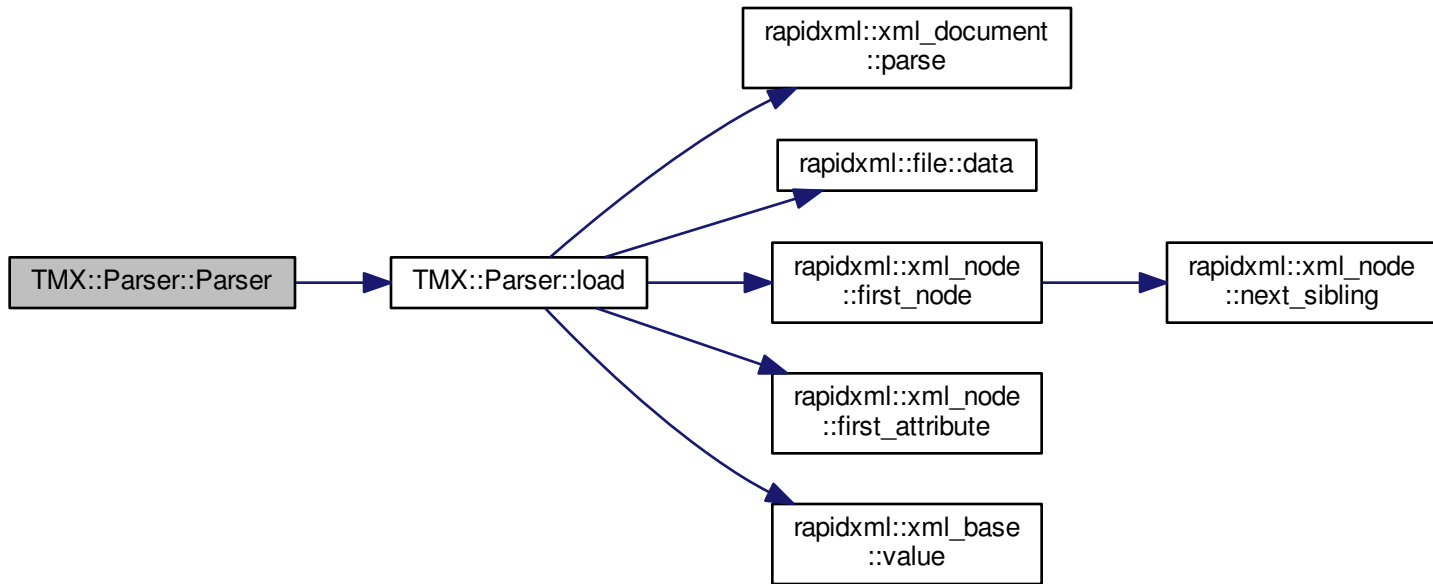 rapidxml::xml_document
::parse
rapidxml::file::data
TMX::Parser::Parser
TMX::Parser::load
rapidxml::xml_node
::first_node
rapidxml::xml_node
::next_sibling
rapidxml::xml_node
::first_attribute
rapidxml::xml_base
::value